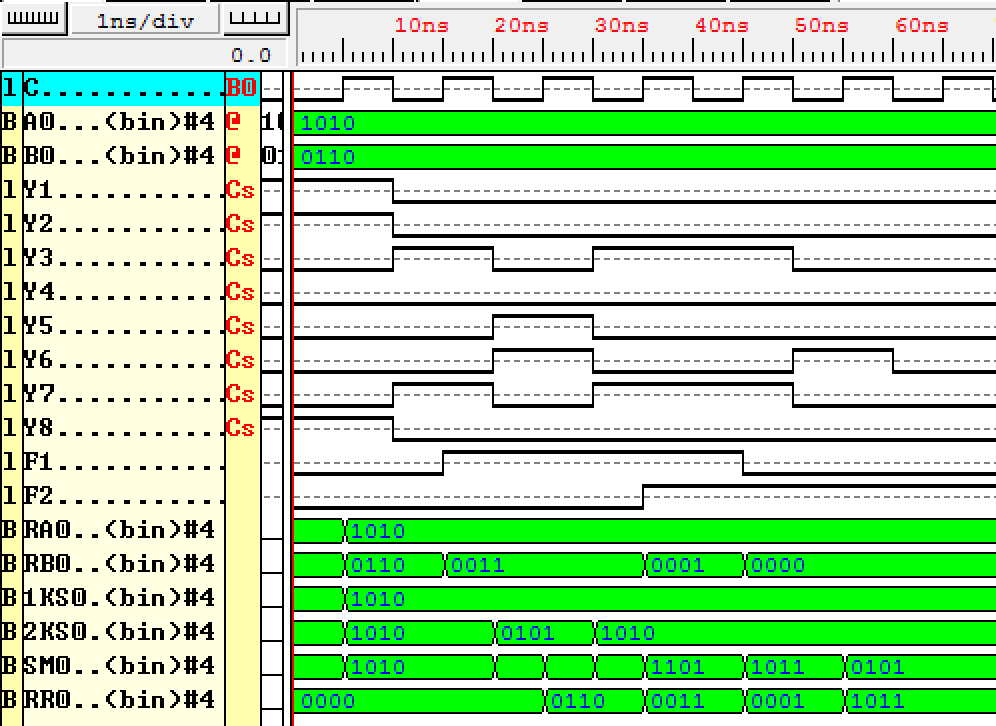 1ns/div 10ns 20ns 30ns 40ns 50ns 60ns
0.0
1 C............ B0
B A0...(bin)#4 @ 1010
B B0...(bin)#4 @ 0110
1 Y1........... Cs
1 Y2........... Cs
1 Y3........... Cs
1 Y4........... Cs
1 Y5........... Cs
1 Y6........... Cs
1 Y7........... Cs
1 Y8........... Cs
1 F1...........
1 F2...........
B RA0..(bin)#4 1010
B RB0..(bin)#4 0110 0011 0001 0000
B 1KS0.(bin)#4 1010
B 2KS0.(bin)#4 1010 0101 1010
B SM0..(bin)#4 1010 1101 1011 0101
B RR0..(bin)#4 0000 0110 0011 0001 1011